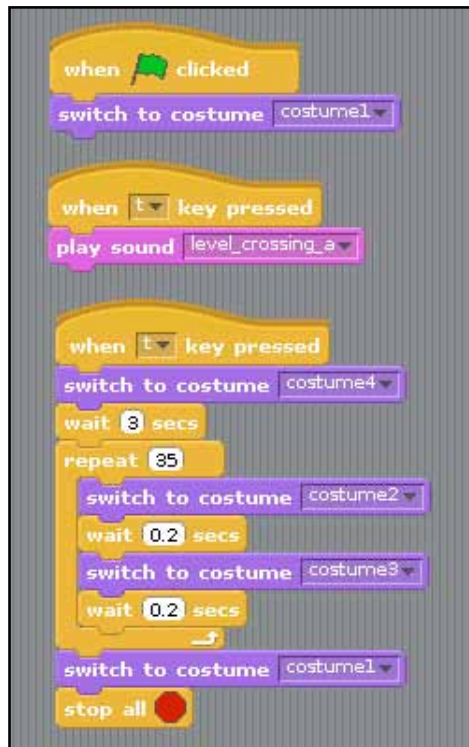 when clicked
switch to costume costume1
when t key pressed
play sound level_crossing_a
when t key pressed
switch to costume costume4
wait 3 secs
repeat 35
switch to costume costume2
wait 0.2 secs
switch to costume costume3
wait 0.2 secs
switch to costume costume1
stop all